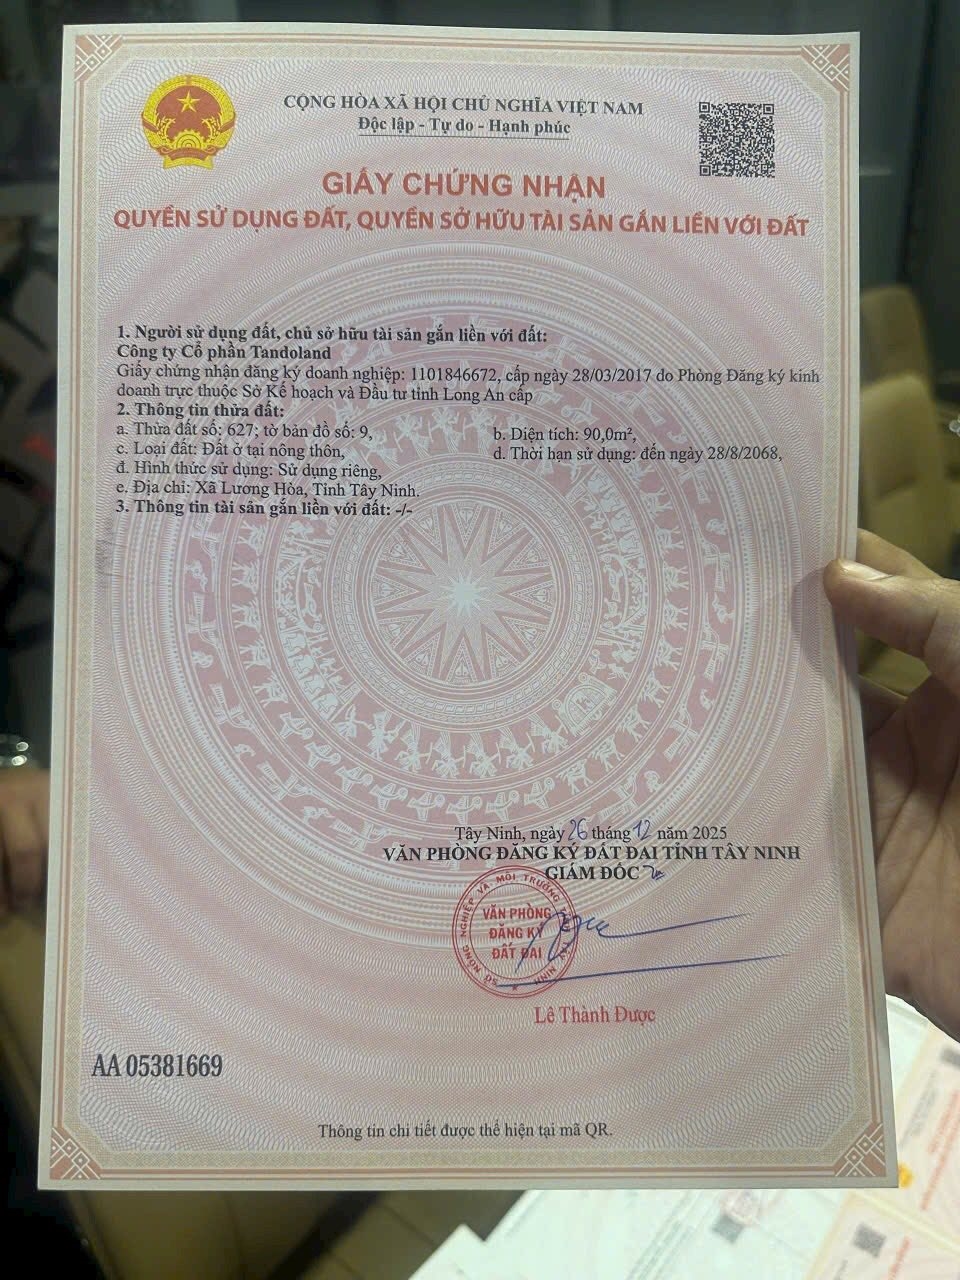 CỘNG HÒA XÃ HỘI CHỦ NGHĨA VIỆT NAM
Độc lập - Tự do - Hạnh phúc
GIẤY CHỨNG NHẬN
QUYỀN SỬ DỤNG ĐẤT, QUYỀN SỞ HỮU TÀI SẢN GẮN LIỀN VỚI ĐẤT
1. Người sử dụng đất, chủ sở hữu tài sản gắn liền với đất:
Công ty Cổ phần Tandoland
Giấy chứng nhận đăng ký doanh nghiệp: 1101846672, cấp ngày 28/03/2017 do Phòng Đăng ký kinh
doanh trực thuộc Sở Kế hoạch và Đầu tư tỉnh Long An cấp
2. Thông tin thửa đất:
a. Thửa đất số: 627; tờ bản đồ số: 9, b. Diện tích: 90,0m²,
c. Loại đất: Đất ở tại nông thôn, d. Thời hạn sử dụng: đến ngày 28/8/2068,
đ. Hình thức sử dụng: Sử dụng riêng,
e. Địa chỉ: Xã Lương Hòa, Tỉnh Tây Ninh.
3. Thông tin tài sản gắn liền với đất: -/-
Tây Ninh, ngày 26 tháng 12 năm 2025
VĂN PHÒNG ĐĂNG KÝ ĐẤT ĐAI TỈNH TÂY NINH
GIÁM ĐỐC
SỞ NÔNG NGHIỆP VÀ MÔI TRƯỜNG TỈNH TÂY NINH
VĂN PHÒNG
ĐĂNG KÝ
ĐẤT ĐAI
Lê Thành Được
AA 05381669
Thông tin chi tiết được thể hiện tại mã QR.